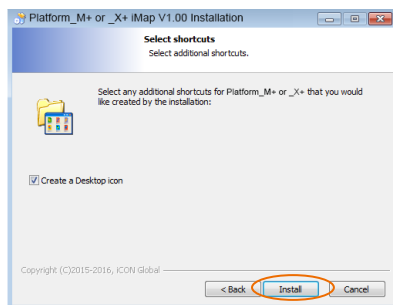 Platform_M+ or _X+ iMap V1.00 Installation
Select shortcuts
Select additional shortcuts.
Select any additional shortcuts for Platform_M+ or _X+ that you would
like created by the installation:
Create a Desktop icon
Copyright (C)2015-2016, iCON Global
< Back Install Cancel